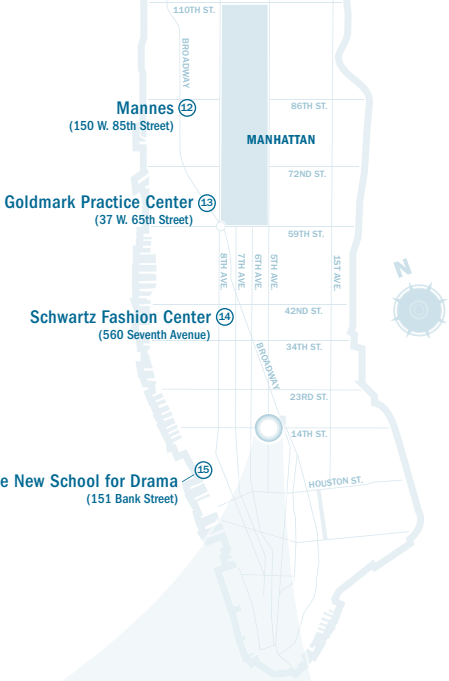 110TH ST.
BROADWAY
Mannes 12
(150 W. 85th Street)
86TH ST.
MANHATTAN
72ND ST.
Goldmark Practice Center 13
(37 W. 65th Street)
59TH ST.
8TH AVE.
7TH AVE.
6TH AVE.
5TH AVE.
1ST AVE.
N
Schwartz Fashion Center 14
(560 Seventh Avenue)
42ND ST.
34TH ST.
BROADWAY
23RD ST.
14TH ST.
15
e New School for Drama
(151 Bank Street)
HOUSTON ST.